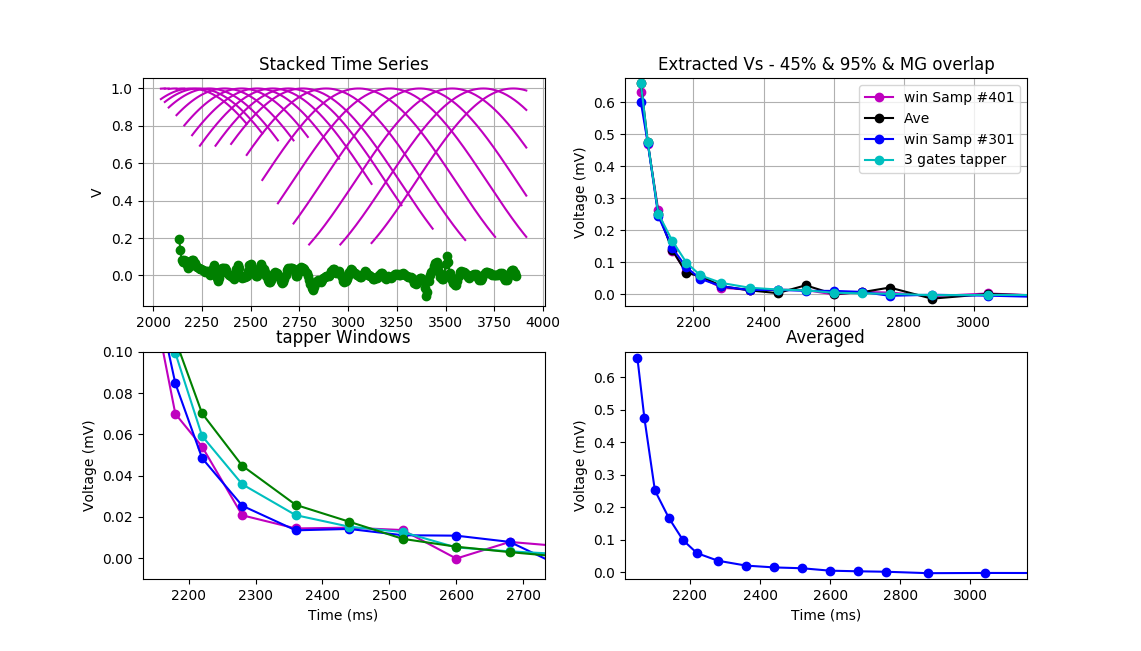 Stacked Time Series
1.0
0.8
0.6
0.4
0.2
0.0
V
2000 2250 2500 2750 3000 3250 3500 3750 4000
Extracted Vs - 45% & 95% & MG overlap
0.6
0.5
0.4
0.3
0.2
0.1
0.0
Voltage (mV)
win Samp #401
Ave
win Samp #301
3 gates tapper
2200 2400 2600 2800 3000
tapper Windows
0.10
0.08
0.06
0.04
0.02
0.00
Voltage (mV)
2200 2300 2400 2500 2600 2700
Time (ms)
Averaged
0.6
0.5
0.4
0.3
0.2
0.1
0.0
Voltage (mV)
2200 2400 2600 2800 3000
Time (ms)